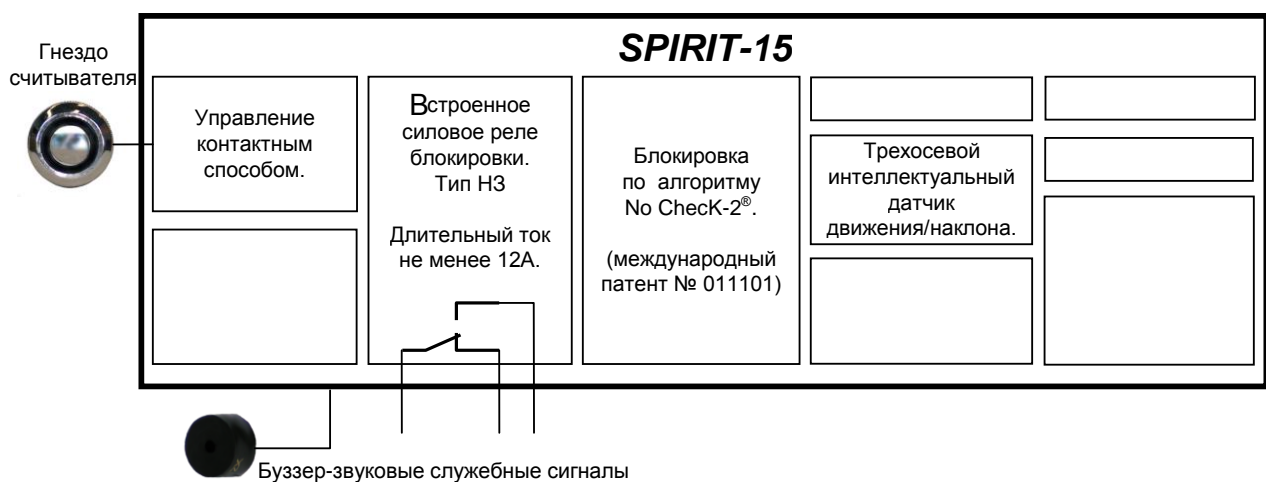 SPIRIT-15
Гнездо
считывателя
Управление
контактным
способом.
Встроенное
силовое реле
блокировки.
Тип НЗ
Длительный ток
не менее 12А.
Блокировка
по алгоритму
No ChecK-2®.
(международный
патент № 011101)
Трехосевой
интеллектуальный
датчик
движения/наклона.
Буззер-звуковые служебные сигналы